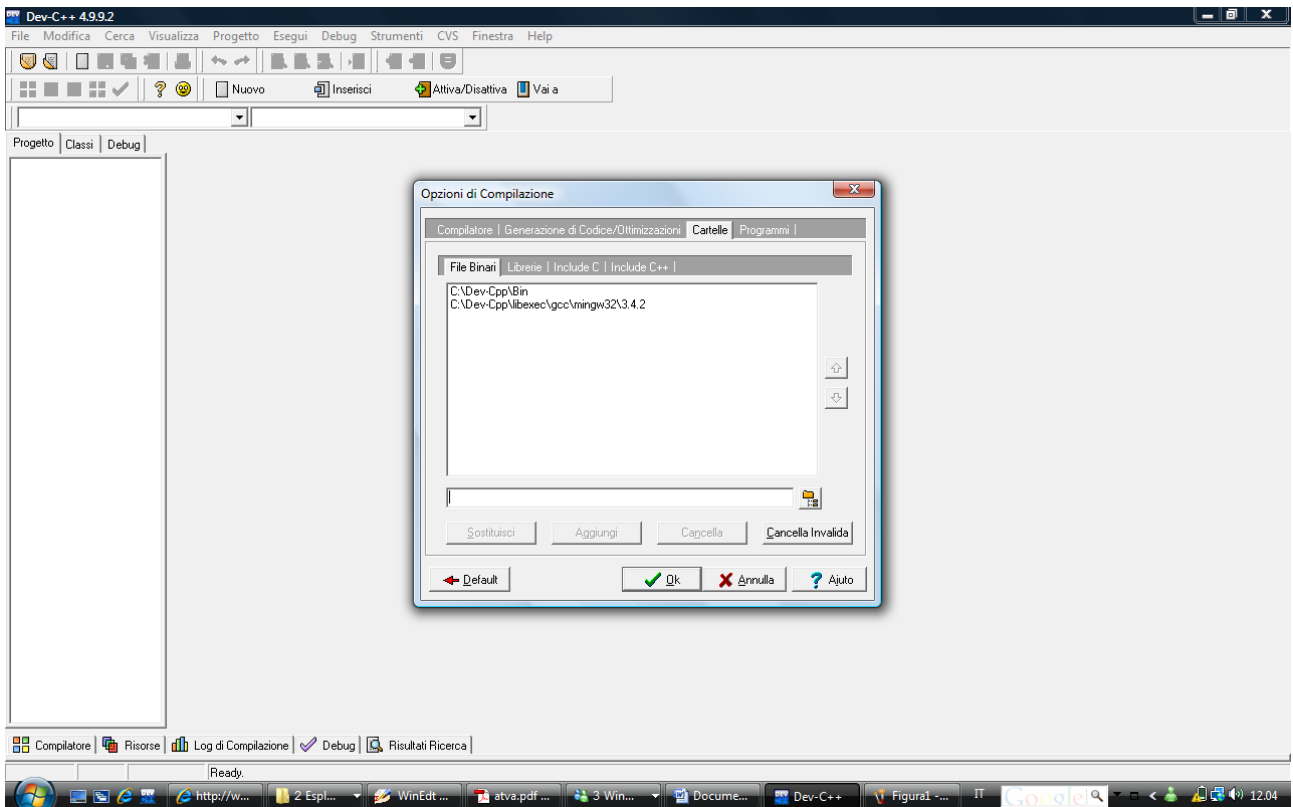 Dev-C++ 4.9.9.2
File Modifica Cerca Visualizza Progetto Esegui Debug Strumenti CVS Finestra Help
Nuovo Inserisci Attiva/Disattiva Vai a
Progetto Classi Debug
Opzioni di Compilazione
Compilatore Generazione di Codice/Ottimizzazioni Cartelle Programmi
File Binari Librerie Include C Include C++
C:\Dev-Cpp\Bin
C:\Dev-Cpp\libexec\gcc\mingw32\3.4.2
Sostituisci Aggiungi Cancella Cancella Invalida
Default Ok Annulla Aiuto
Compilatore Risorse Log di Compilazione Debug Risultati Ricerca
Ready.
http://w... 2 Espl... WinEdt ... atva.pdf ... 3 Win... Docume... Dev-C++ Figura1 -... IT Google 12.04